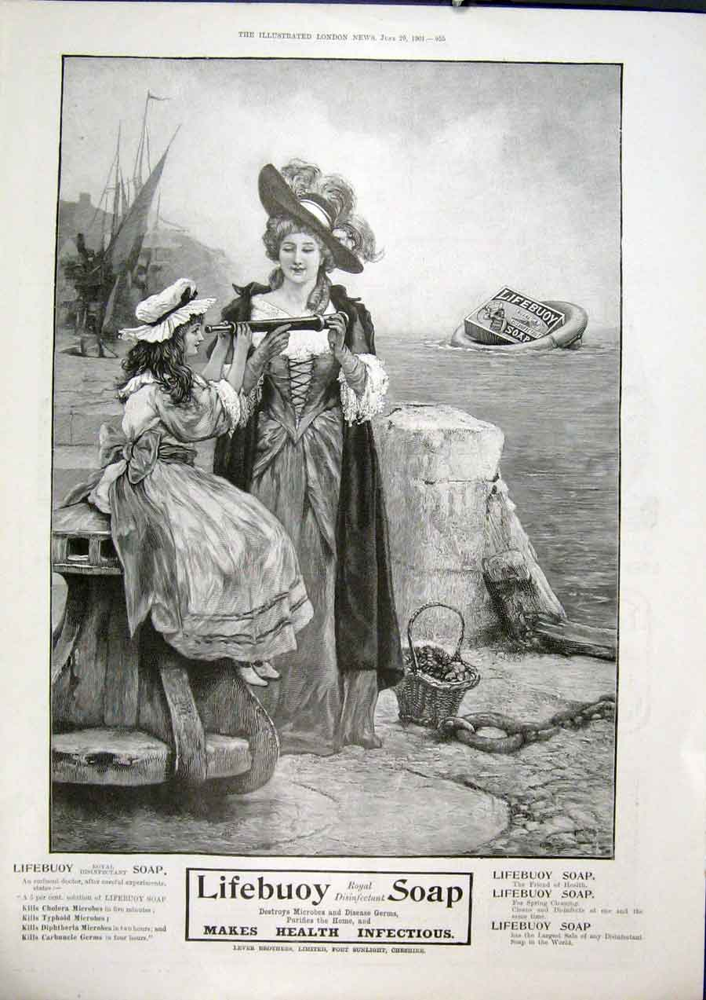 THE ILLUSTRATED LONDON NEWS, JUNE 29, 1901.— 955
LIFEBUOY
SOAP
LIFEBUOY ROYAL DISINFECTANT SOAP.
An eminent doctor, after careful experiments,
states :—
"A 5 per cent. solution of LIFEBUOY SOAP
Kills Cholera Microbes in five minutes;
Kills Typhoid Microbes;
Kills Diphtheria Microbes in two hours; and
Kills Carbuncle Germs in four hours."
Lifebuoy Royal Disinfectant Soap
Destroys Microbes and Disease Germs,
Purifies the Home, and
MAKES HEALTH INFECTIOUS.
LEVER BROTHERS, LIMITED, PORT SUNLIGHT, CHESHIRE.
LIFEBUOY SOAP.
The Friend of Health.
LIFEBUOY SOAP.
For Spring Cleaning.
Cleans and Disinfects at one and the
same time.
LIFEBUOY SOAP
has the Largest Sale of any Disinfectant
Soap in the World.